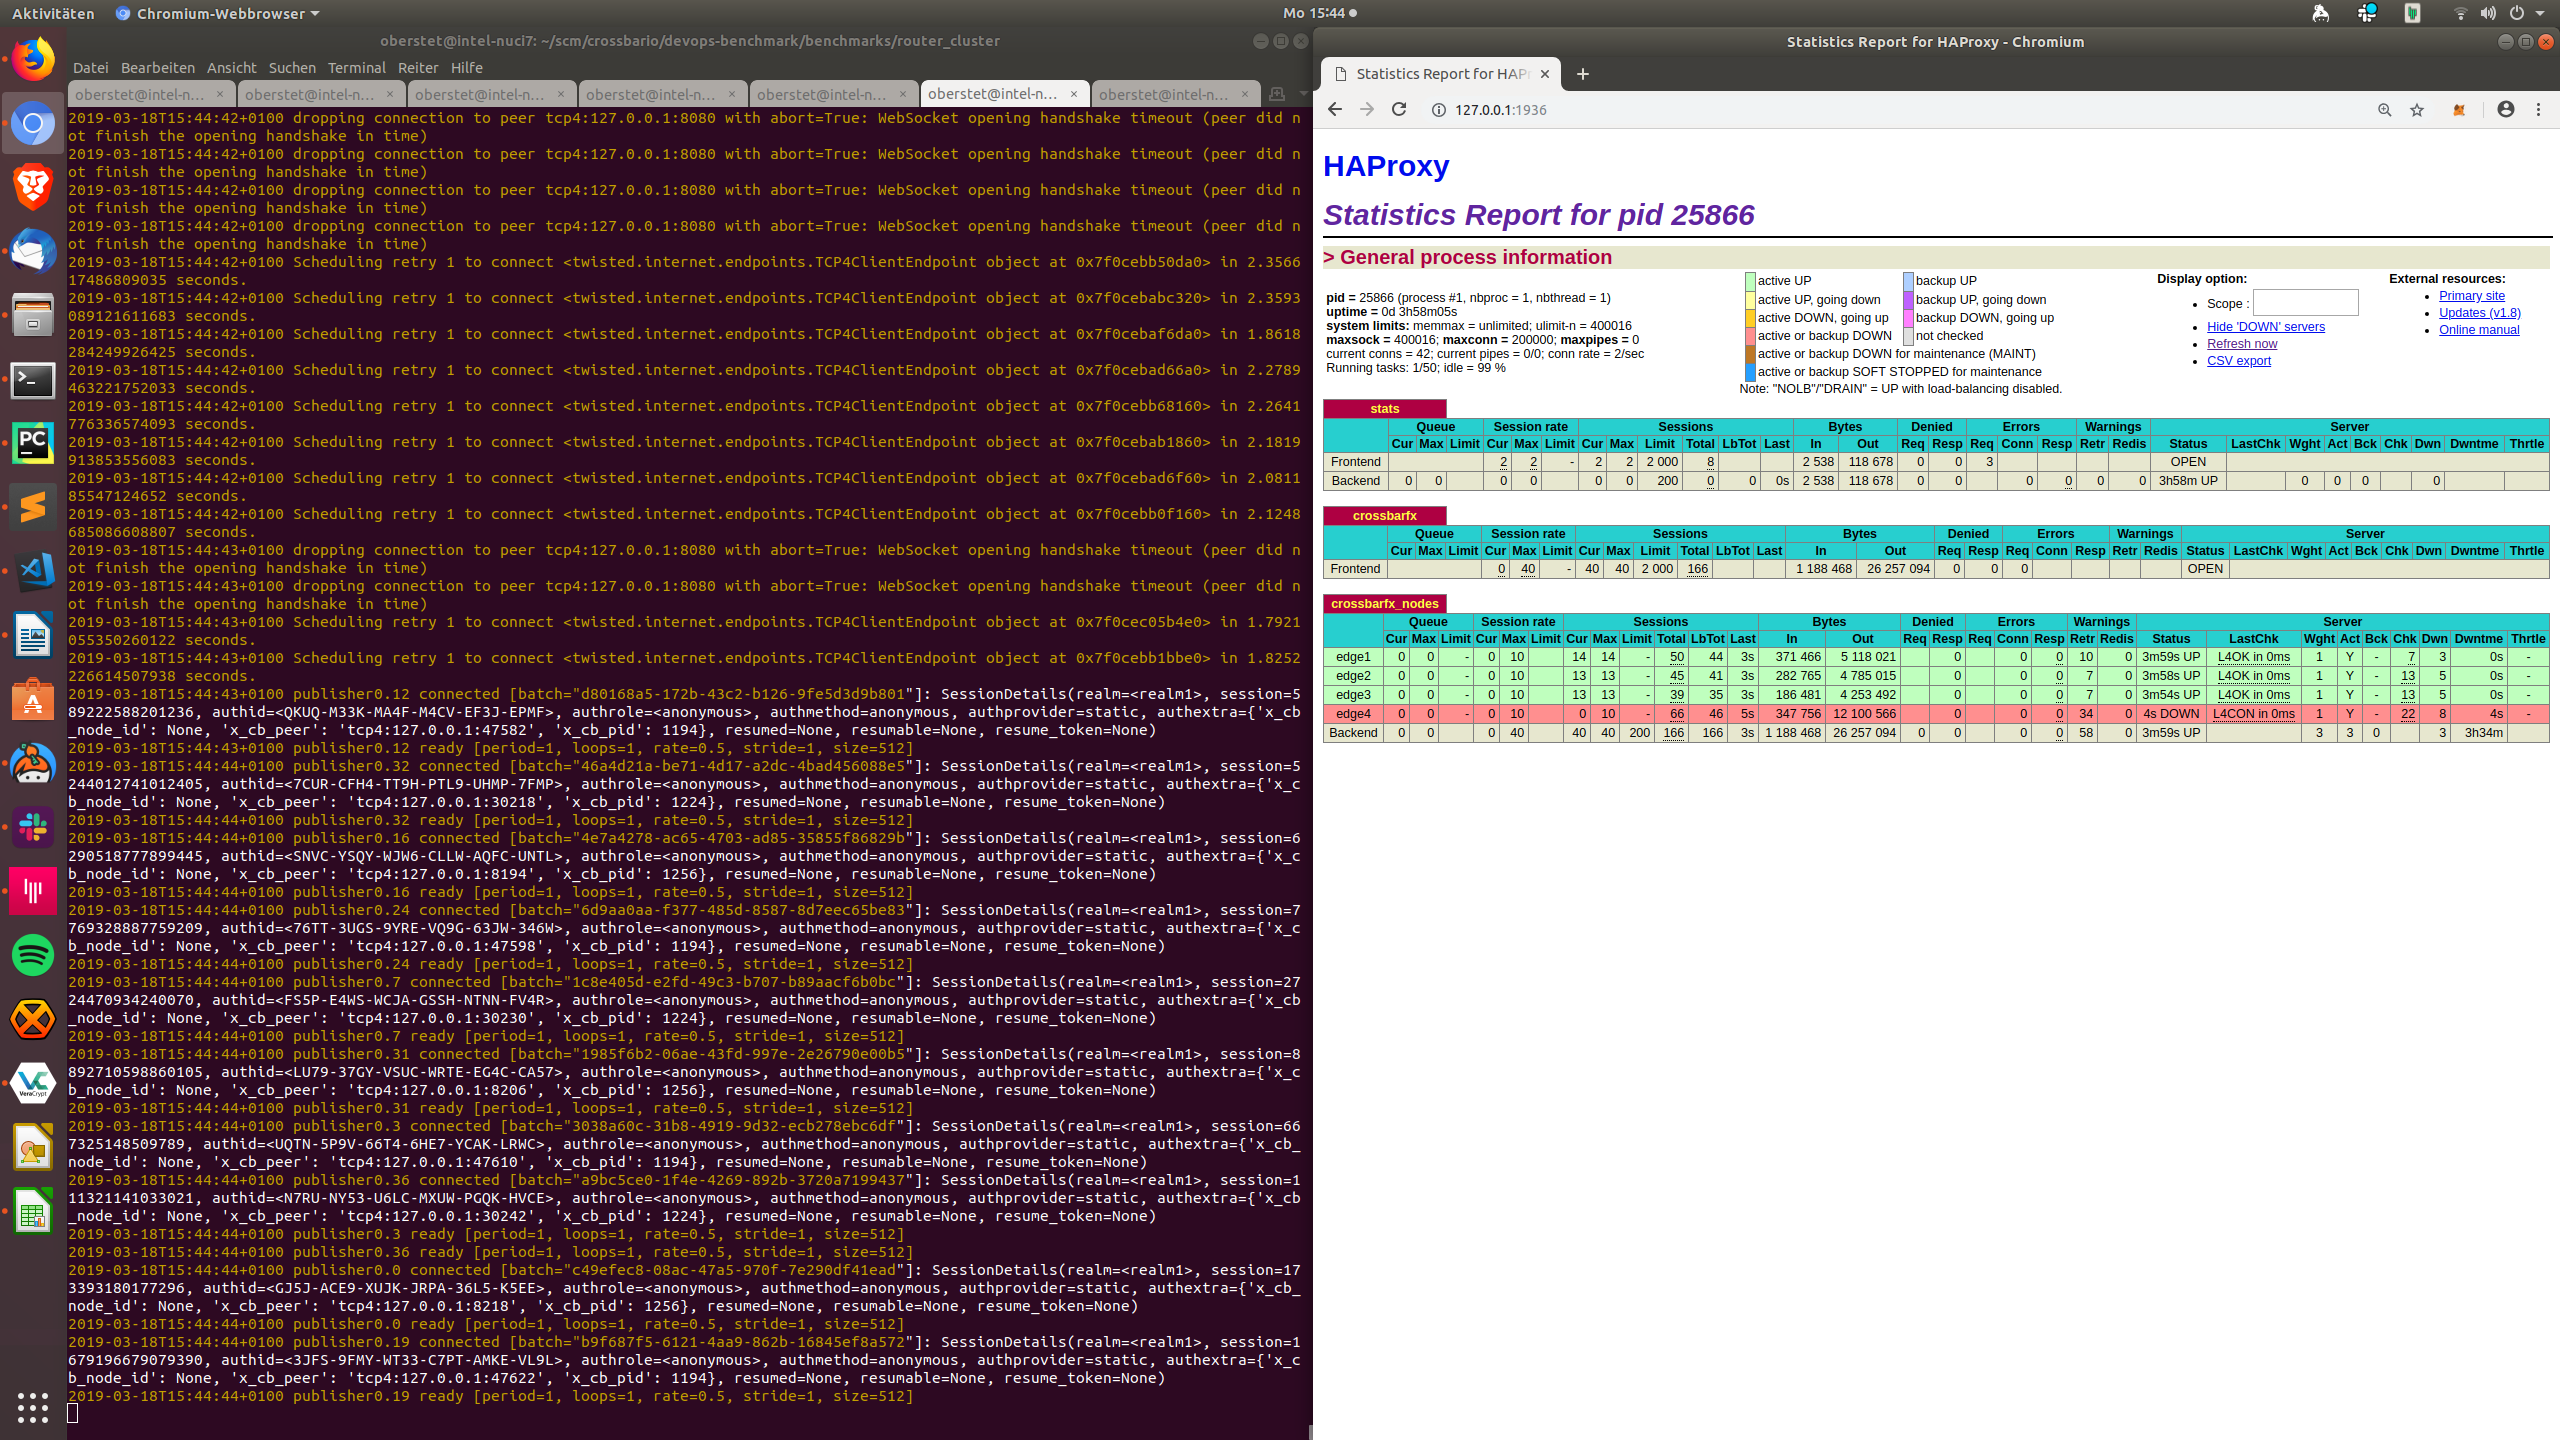 Aktivitäten Chromium-Webbrowser Mo 15:44
oberstet@intel-nuci7: ~/scm/crossbario/devops-benchmark/benchmarks/router_cluster
Datei Bearbeiten Ansicht Suchen Terminal Reiter Hilfe
oberstet@intel-n... × oberstet@intel-n... × oberstet@intel-n... × oberstet@intel-n... × oberstet@intel-n... × oberstet@intel-n... × oberstet@intel-n... ×
2019-03-18T15:44:42+0100 dropping connection to peer tcp4:127.0.0.1:8080 with abort=True: WebSocket opening handshake timeout (peer did n
ot finish the opening handshake in time)
2019-03-18T15:44:42+0100 dropping connection to peer tcp4:127.0.0.1:8080 with abort=True: WebSocket opening handshake timeout (peer did n
ot finish the opening handshake in time)
2019-03-18T15:44:42+0100 dropping connection to peer tcp4:127.0.0.1:8080 with abort=True: WebSocket opening handshake timeout (peer did n
ot finish the opening handshake in time)
2019-03-18T15:44:42+0100 dropping connection to peer tcp4:127.0.0.1:8080 with abort=True: WebSocket opening handshake timeout (peer did n
ot finish the opening handshake in time)
2019-03-18T15:44:42+0100 Scheduling retry 1 to connect <twisted.internet.endpoints.TCP4ClientEndpoint object at 0x7f0cebb50da0> in 2.3566
17486809035 seconds.
2019-03-18T15:44:42+0100 Scheduling retry 1 to connect <twisted.internet.endpoints.TCP4ClientEndpoint object at 0x7f0cebabc320> in 2.3593
089121611683 seconds.
2019-03-18T15:44:42+0100 Scheduling retry 1 to connect <twisted.internet.endpoints.TCP4ClientEndpoint object at 0x7f0cebaf6da0> in 1.8618
284249926425 seconds.
2019-03-18T15:44:42+0100 Scheduling retry 1 to connect <twisted.internet.endpoints.TCP4ClientEndpoint object at 0x7f0cebad66a0> in 2.2789
463221752033 seconds.
2019-03-18T15:44:42+0100 Scheduling retry 1 to connect <twisted.internet.endpoints.TCP4ClientEndpoint object at 0x7f0cebb68160> in 2.2641
776336574093 seconds.
2019-03-18T15:44:42+0100 Scheduling retry 1 to connect <twisted.internet.endpoints.TCP4ClientEndpoint object at 0x7f0cebab1860> in 2.1819
913853556083 seconds.
2019-03-18T15:44:42+0100 Scheduling retry 1 to connect <twisted.internet.endpoints.TCP4ClientEndpoint object at 0x7f0cebad6f60> in 2.0811
85547124652 seconds.
2019-03-18T15:44:42+0100 Scheduling retry 1 to connect <twisted.internet.endpoints.TCP4ClientEndpoint object at 0x7f0cebb0f160> in 2.1248
685086608807 seconds.
2019-03-18T15:44:43+0100 dropping connection to peer tcp4:127.0.0.1:8080 with abort=True: WebSocket opening handshake timeout (peer did n
ot finish the opening handshake in time)
2019-03-18T15:44:43+0100 dropping connection to peer tcp4:127.0.0.1:8080 with abort=True: WebSocket opening handshake timeout (peer did n
ot finish the opening handshake in time)
2019-03-18T15:44:43+0100 Scheduling retry 1 to connect <twisted.internet.endpoints.TCP4ClientEndpoint object at 0x7f0cec05b4e0> in 1.7921
055350260122 seconds.
2019-03-18T15:44:43+0100 Scheduling retry 1 to connect <twisted.internet.endpoints.TCP4ClientEndpoint object at 0x7f0cebb1bbe0> in 1.8252
226614507938 seconds.
2019-03-18T15:44:43+0100 publisher0.12 connected [batch="d80168a5-172b-43c2-b126-9fe5d3d9b801"]: SessionDetails(realm=<realm1>, session=5
89222588201236, authid=<QKUQ-M33K-MA4F-M4CV-EF3J-EPMF>, authrole=<anonymous>, authmethod=anonymous, authprovider=static, authextra={'x_cb
_node_id': None, 'x_cb_peer': 'tcp4:127.0.0.1:47582', 'x_cb_pid': 1194}, resumed=None, resumable=None, resume_token=None)
2019-03-18T15:44:43+0100 publisher0.12 ready [period=1, loops=1, rate=0.5, stride=1, size=512]
2019-03-18T15:44:43+0100 publisher0.32 connected [batch="46a4d21a-be71-4d17-a2dc-4bad456088e5"]: SessionDetails(realm=<realm1>, session=5
244012741012405, authid=<7CUR-CFH4-TT9H-PTL9-UHMP-7FMP>, authrole=<anonymous>, authmethod=anonymous, authprovider=static, authextra={'x_c
b_node_id': None, 'x_cb_peer': 'tcp4:127.0.0.1:30218', 'x_cb_pid': 1224}, resumed=None, resumable=None, resume_token=None)
2019-03-18T15:44:43+0100 publisher0.32 ready [period=1, loops=1, rate=0.5, stride=1, size=512]
2019-03-18T15:44:44+0100 publisher0.16 connected [batch="4e7a4278-ac65-4703-ad85-35855f86829b"]: SessionDetails(realm=<realm1>, session=6
290518777899445, authid=<SNVC-YSQY-WJW6-CLLW-AQFC-UNTL>, authrole=<anonymous>, authmethod=anonymous, authprovider=static, authextra={'x_c
b_node_id': None, 'x_cb_peer': 'tcp4:127.0.0.1:8194', 'x_cb_pid': 1256}, resumed=None, resumable=None, resume_token=None)
2019-03-18T15:44:44+0100 publisher0.16 ready [period=1, loops=1, rate=0.5, stride=1, size=512]
2019-03-18T15:44:44+0100 publisher0.24 connected [batch="6d9aa0aa-f377-485d-8587-8d7eec65be83"]: SessionDetails(realm=<realm1>, session=7
769328887759209, authid=<76TT-3UGS-9YRE-VQ9G-63JW-346W>, authrole=<anonymous>, authmethod=anonymous, authprovider=static, authextra={'x_c
b_node_id': None, 'x_cb_peer': 'tcp4:127.0.0.1:47598', 'x_cb_pid': 1194}, resumed=None, resumable=None, resume_token=None)
2019-03-18T15:44:44+0100 publisher0.24 ready [period=1, loops=1, rate=0.5, stride=1, size=512]
2019-03-18T15:44:44+0100 publisher0.7 connected [batch="1c8e405d-e2fd-49c3-b707-b89aacf6b0bc"]: SessionDetails(realm=<realm1>, session=27
24470934240070, authid=<FS5P-E4WS-WCJA-GSSH-NTNN-FV4R>, authrole=<anonymous>, authmethod=anonymous, authprovider=static, authextra={'x_cb
_node_id': None, 'x_cb_peer': 'tcp4:127.0.0.1:30230', 'x_cb_pid': 1224}, resumed=None, resumable=None, resume_token=None)
2019-03-18T15:44:44+0100 publisher0.7 ready [period=1, loops=1, rate=0.5, stride=1, size=512]
2019-03-18T15:44:44+0100 publisher0.31 connected [batch="1985f6b2-06ae-43fd-997e-2e26790e00b5"]: SessionDetails(realm=<realm1>, session=8
892710598860105, authid=<LU79-37GY-VSUC-WRTE-EG4C-CA57>, authrole=<anonymous>, authmethod=anonymous, authprovider=static, authextra={'x_c
b_node_id': None, 'x_cb_peer': 'tcp4:127.0.0.1:8206', 'x_cb_pid': 1256}, resumed=None, resumable=None, resume_token=None)
2019-03-18T15:44:44+0100 publisher0.31 ready [period=1, loops=1, rate=0.5, stride=1, size=512]
2019-03-18T15:44:44+0100 publisher0.3 connected [batch="3038a60c-31b8-4919-9d32-ecb278ebc6df"]: SessionDetails(realm=<realm1>, session=66
7325148509789, authid=<UQTN-5P9V-66T4-6HE7-YCAK-LRWC>, authrole=<anonymous>, authmethod=anonymous, authprovider=static, authextra={'x_cb_
node_id': None, 'x_cb_peer': 'tcp4:127.0.0.1:47610', 'x_cb_pid': 1194}, resumed=None, resumable=None, resume_token=None)
2019-03-18T15:44:44+0100 publisher0.36 connected [batch="a9bc5ce0-1f4e-4269-892b-3720a7199437"]: SessionDetails(realm=<realm1>, session=1
11321141033021, authid=<N7RU-NY53-U6LC-MXUW-PGQK-HVCE>, authrole=<anonymous>, authmethod=anonymous, authprovider=static, authextra={'x_cb
_node_id': None, 'x_cb_peer': 'tcp4:127.0.0.1:30242', 'x_cb_pid': 1224}, resumed=None, resumable=None, resume_token=None)
2019-03-18T15:44:44+0100 publisher0.3 ready [period=1, loops=1, rate=0.5, stride=1, size=512]
2019-03-18T15:44:44+0100 publisher0.36 ready [period=1, loops=1, rate=0.5, stride=1, size=512]
2019-03-18T15:44:44+0100 publisher0.0 connected [batch="c49efec8-08ac-47a5-970f-7e290df41ead"]: SessionDetails(realm=<realm1>, session=17
3393180177296, authid=<GJ5J-ACE9-XUJK-JRPA-36L5-K5EE>, authrole=<anonymous>, authmethod=anonymous, authprovider=static, authextra={'x_cb_
node_id': None, 'x_cb_peer': 'tcp4:127.0.0.1:8218', 'x_cb_pid': 1256}, resumed=None, resumable=None, resume_token=None)
2019-03-18T15:44:44+0100 publisher0.0 ready [period=1, loops=1, rate=0.5, stride=1, size=512]
2019-03-18T15:44:44+0100 publisher0.19 connected [batch="b9f687f5-6121-4aa9-862b-16845ef8a572"]: SessionDetails(realm=<realm1>, session=1
679196679079390, authid=<3JFS-9FMY-WT33-C7PT-AMKE-VL9L>, authrole=<anonymous>, authmethod=anonymous, authprovider=static, authextra={'x_c
b_node_id': None, 'x_cb_peer': 'tcp4:127.0.0.1:47622', 'x_cb_pid': 1194}, resumed=None, resumable=None, resume_token=None)
2019-03-18T15:44:44+0100 publisher0.19 ready [period=1, loops=1, rate=0.5, stride=1, size=512]
PC
VC
VeraCrypt
Statistics Report for HAProxy - Chromium
Statistics Report for HAPr ×
127.0.0.1:1936
HAProxy
Statistics Report for pid 25866
> General process information
pid = 25866 (process #1, nbproc = 1, nbthread = 1)
uptime = 0d 3h58m05s
system limits: memmax = unlimited; ulimit-n = 400016
maxsock = 400016; maxconn = 200000; maxpipes = 0
current conns = 42; current pipes = 0/0; conn rate = 2/sec
Running tasks: 1/50; idle = 99 %
active UP backup UP
active UP, going down backup UP, going down
active DOWN, going up backup DOWN, going up
active or backup DOWN not checked
active or backup DOWN for maintenance (MAINT)
active or backup SOFT STOPPED for maintenance
Note: "NOLB"/"DRAIN" = UP with load-balancing disabled.
Display option:
Scope :
Hide 'DOWN' servers
Refresh now
CSV export
External resources:
Primary site
Updates (v1.8)
Online manual
stats
Queue Session rate Sessions Bytes Denied Errors Warnings Server
Cur Max Limit Cur Max Limit Cur Max Limit Total LbTot Last In Out Req Resp Req Conn Resp Retr Redis Status LastChk Wght Act Bck Chk Dwn Dwntme Thrtle
Frontend 2 2 - 2 2 2 000 8 2 538 118 678 0 0 3 OPEN
Backend 0 0 0 0 0 0 200 0 0 0s 2 538 118 678 0 0 0 0 0 0 3h58m UP 0 0 0 0
crossbarfx
Queue Session rate Sessions Bytes Denied Errors Warnings Server
Cur Max Limit Cur Max Limit Cur Max Limit Total LbTot Last In Out Req Resp Req Conn Resp Retr Redis Status LastChk Wght Act Bck Chk Dwn Dwntme Thrtle
Frontend 0 40 - 40 40 2 000 166 1 188 468 26 257 094 0 0 0 OPEN
crossbarfx_nodes
Queue Session rate Sessions Bytes Denied Errors Warnings Server
Cur Max Limit Cur Max Limit Cur Max Limit Total LbTot Last In Out Req Resp Req Conn Resp Retr Redis Status LastChk Wght Act Bck Chk Dwn Dwntme Thrtle
edge1 0 0 - 0 10 14 14 - 50 44 3s 371 466 5 118 021 0 0 0 10 0 3m59s UP L4OK in 0ms 1 Y - 7 3 0s -
edge2 0 0 - 0 10 13 13 - 45 41 3s 282 765 4 785 015 0 0 0 7 0 3m58s UP L4OK in 0ms 1 Y - 13 5 0s -
edge3 0 0 - 0 10 13 13 - 39 35 3s 186 481 4 253 492 0 0 0 7 0 3m54s UP L4OK in 0ms 1 Y - 13 5 0s -
edge4 0 0 - 0 10 0 10 - 66 46 5s 347 756 12 100 566 0 0 0 34 0 4s DOWN L4CON in 0ms 1 Y - 22 8 4s -
Backend 0 0 0 40 40 40 200 166 166 3s 1 188 468 26 257 094 0 0 0 0 58 0 3m59s UP 3 3 0 3 3h34m